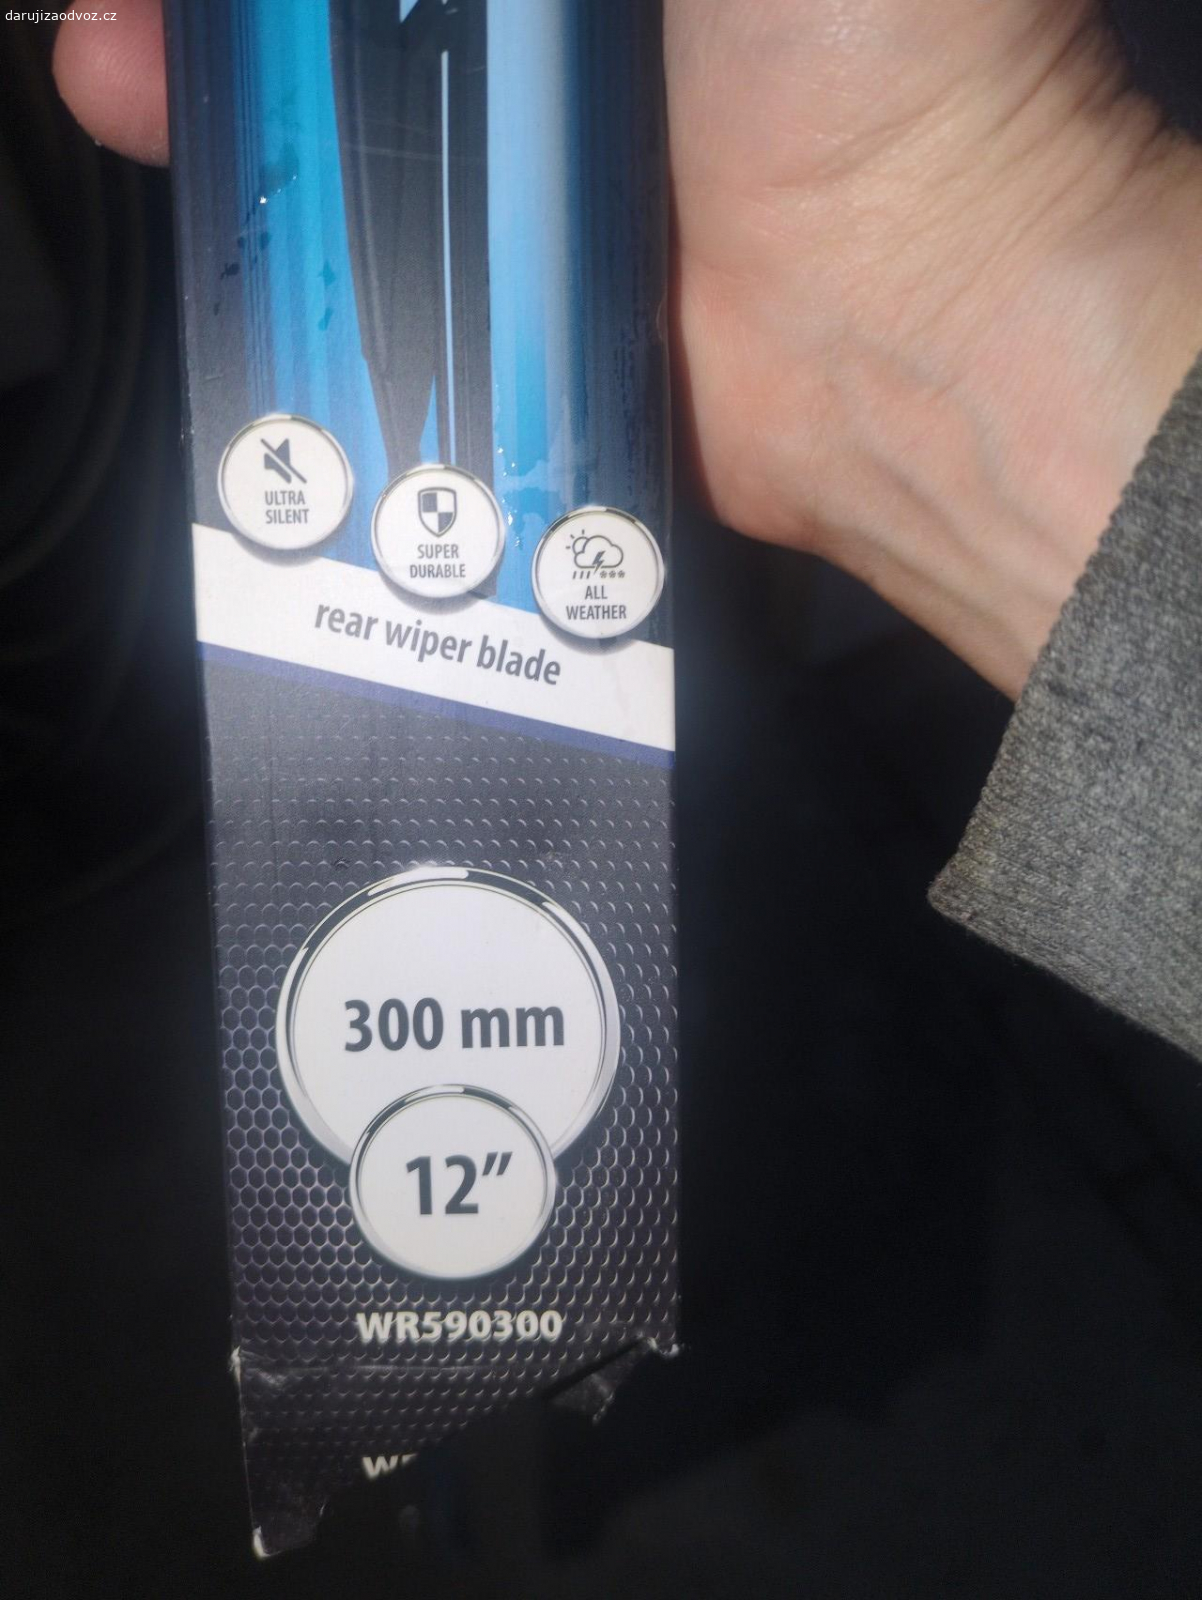 darujizaodvoz.cz
ULTRA
SILENT
SUPER
DURABLE
ALL
WEATHER
rear wiper blade
300 mm
12”
WR590300